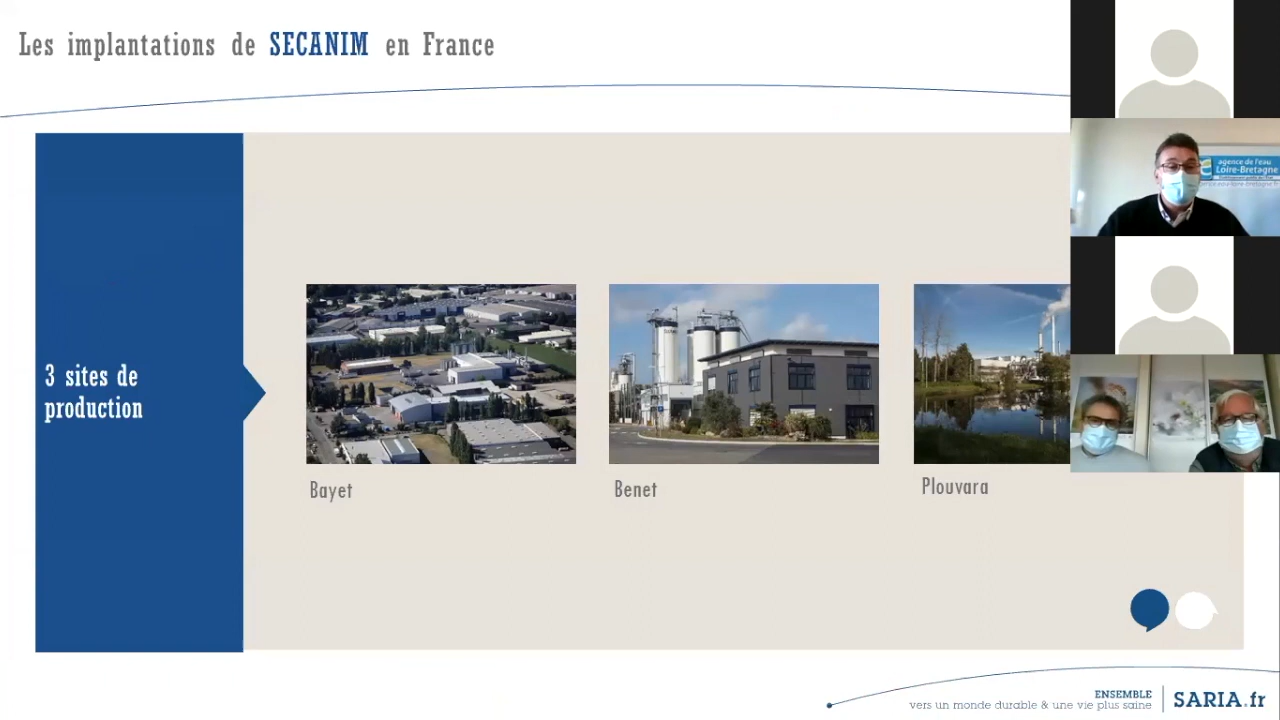 Les implantations de SECANIM en France
agence de l'eau
Loire-Bretagne
3 sites de
production
Bayet
Benet
Plouvara
ENSEMBLE
vers un monde durable & une vie plus saine
SARIA.fr